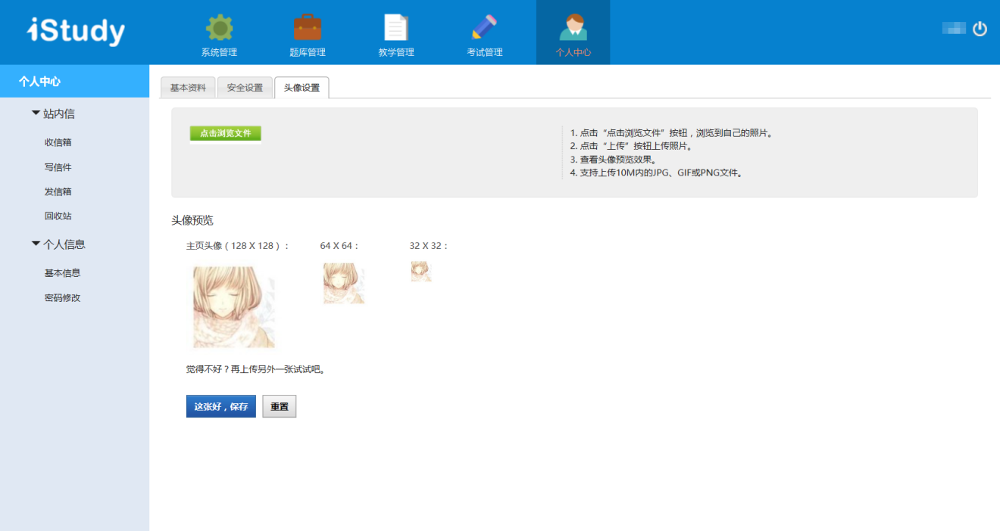 iStudy
系统管理
题库管理
教学管理
考试管理
个人中心
个人中心
站内信
收信箱
写信件
发信箱
回收站
个人信息
基本信息
密码修改
基本资料
安全设置
头像设置
点击浏览文件
1. 点击“点击浏览文件”按钮，浏览到自己的照片。
2. 点击“上传”按钮上传照片。
3. 查看头像预览效果。
4. 支持上传10M内的JPG、GIF或PNG文件。
头像预览
主页头像（128 X 128）：
64 X 64：
32 X 32：
觉得不好？再上传另外一张试试吧。
这张好，保存
重置